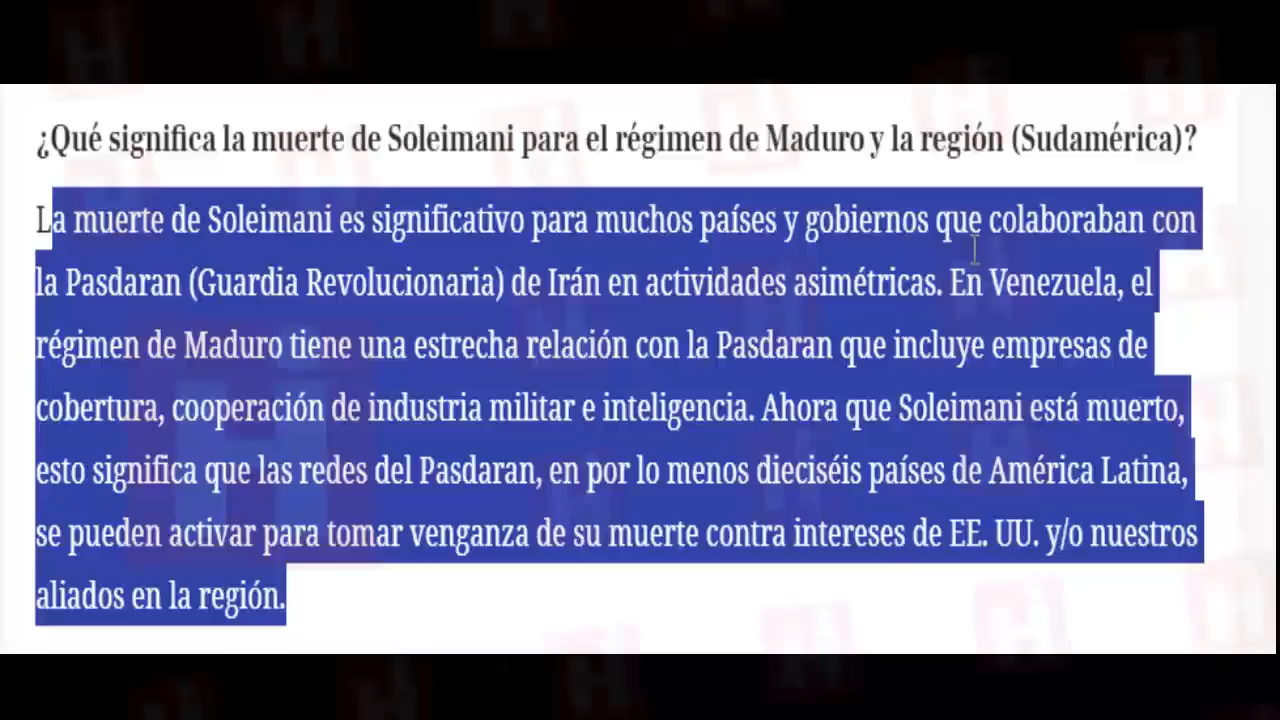 ¿Qué significa la muerte de Soleimani para el régimen de Maduro y la región (Sudamérica)?
La muerte de Soleimani es significativo para muchos países y gobiernos que colaboraban con
la Pasdaran (Guardia Revolucionaria) de Irán en actividades asimétricas. En Venezuela, el
régimen de Maduro tiene una estrecha relación con la Pasdaran que incluye empresas de
cobertura, cooperación de industria militar e inteligencia. Ahora que Soleimani está muerto,
esto significa que las redes del Pasdaran, en por lo menos dieciséis países de América Latina,
se pueden activar para tomar venganza de su muerte contra intereses de EE. UU. y/o nuestros
aliados en la región.